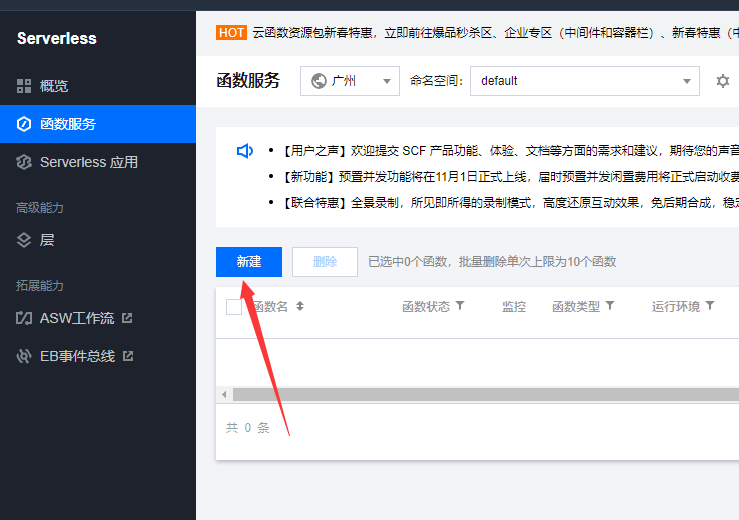 Serverless
概览
函数服务
Serverless 应用
高级能力
层
拓展能力
ASW工作流
EB事件总线
HOT 云函数资源包新春特惠，立即前往爆品秒杀区、企业专区（中间件和容器栏）、新春特惠（中
函数服务 广州 命名空间: default
【用户之声】欢迎提交 SCF 产品功能、体验、文档等方面的需求和建议，期待您的声音
【新功能】预置并发功能将在11月1日正式上线，届时预置并发闲置费用将正式启动收费
【联合特惠】全景录制，所见即所得的录制模式，高度还原互动效果，免后期合成，稳定
新建 删除 已选中0个函数，批量删除单次上限为10个函数
函数名 函数状态 监控 函数类型 运行环境
共 0 条